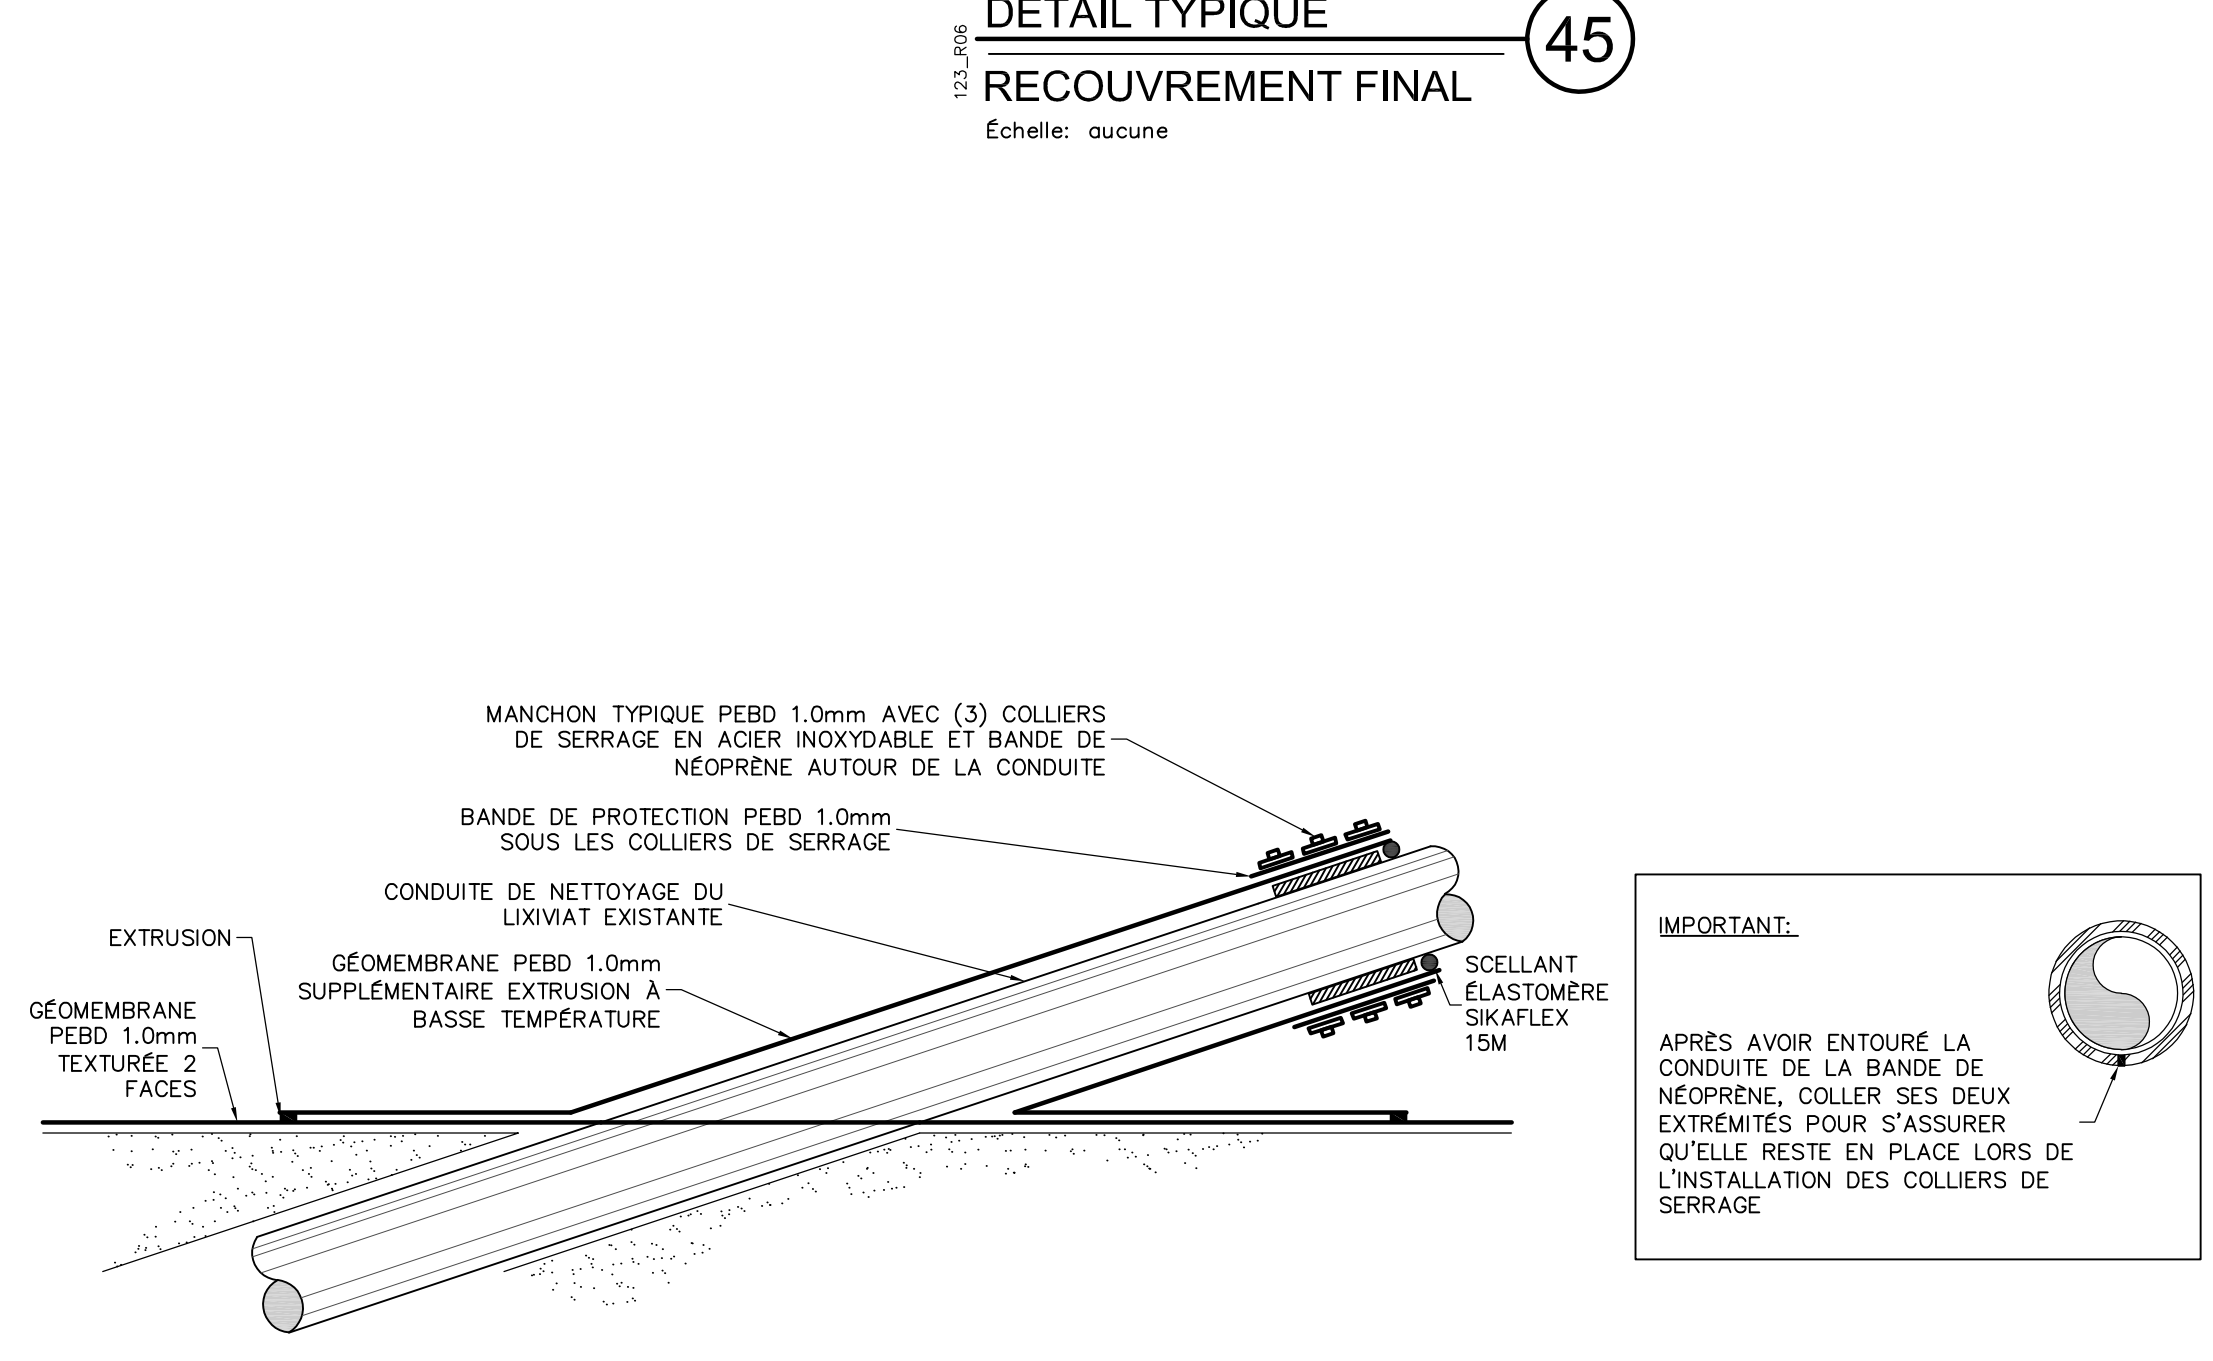 DÉTAIL TYPIQUE
45
123_R06
RECOUVREMENT FINAL
Échelle: aucune
MANCHON TYPIQUE PEBD 1.0mm AVEC (3) COLLIERS
DE SERRAGE EN ACIER INOXYDABLE ET BANDE DE
NÉOPRÈNE AUTOUR DE LA CONDUITE
BANDE DE PROTECTION PEBD 1.0mm
SOUS LES COLLIERS DE SERRAGE
CONDUITE DE NETTOYAGE DU
LIXIVIAT EXISTANTE
EXTRUSION
GÉOMEMBRANE PEBD 1.0mm
SUPPLÉMENTAIRE EXTRUSION À
BASSE TEMPÉRATURE
GÉOMEMBRANE
PEBD 1.0mm
TEXTURÉE 2
FACES
SCELLANT
ÉLASTOMÈRE
SIKAFLEX
15M
IMPORTANT:
APRÈS AVOIR ENTOURÉ LA
CONDUITE DE LA BANDE DE
NÉOPRÈNE, COLLER SES DEUX
EXTRÉMITÉS POUR S'ASSURER
QU'ELLE RESTE EN PLACE LORS DE
L'INSTALLATION DES COLLIERS DE
SERRAGE